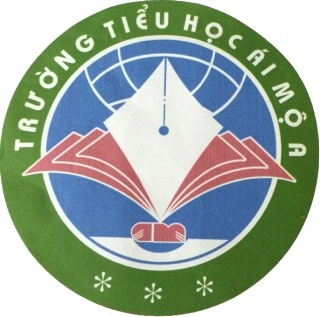 TRƯỜNG TIỂU HỌC ÁI MỘ A